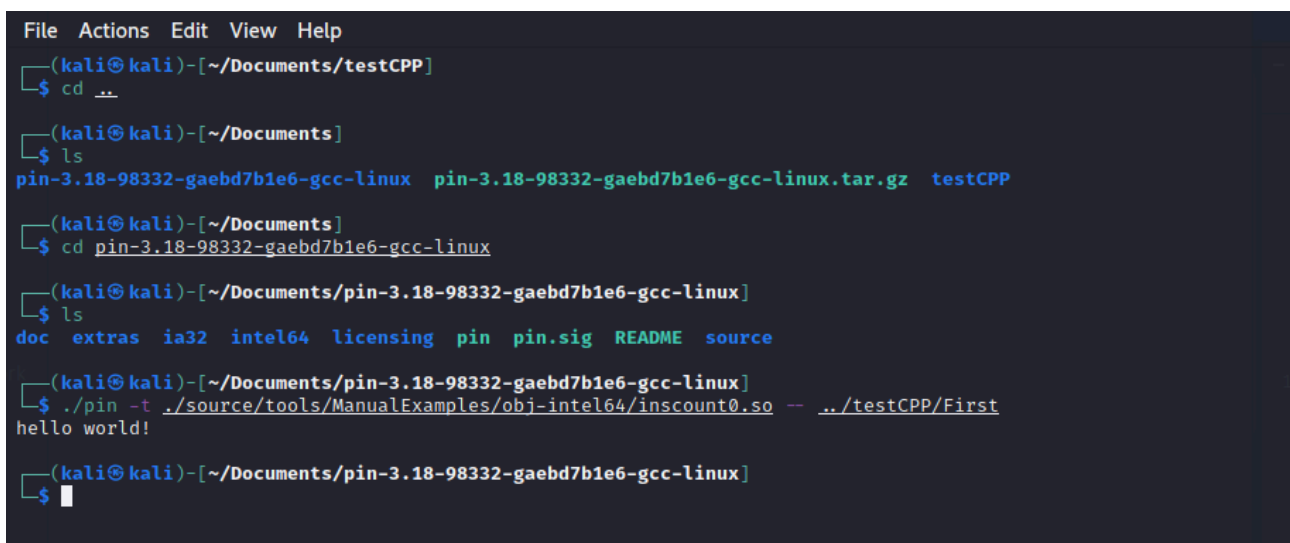 File Actions Edit View Help
┌──(kali㉿kali)-[~/Documents/testCPP]
└─$ cd ..
┌──(kali㉿kali)-[~/Documents]
└─$ ls
pin-3.18-98332-gaebd7b1e6-gcc-linux pin-3.18-98332-gaebd7b1e6-gcc-linux.tar.gz testCPP
┌──(kali㉿kali)-[~/Documents]
└─$ cd pin-3.18-98332-gaebd7b1e6-gcc-linux
┌──(kali㉿kali)-[~/Documents/pin-3.18-98332-gaebd7b1e6-gcc-linux]
└─$ ls
doc extras ia32 intel64 licensing pin pin.sig README source
┌──(kali㉿kali)-[~/Documents/pin-3.18-98332-gaebd7b1e6-gcc-linux]
└─$ ./pin -t ./source/tools/ManualExamples/obj-intel64/inscount0.so -- ../testCPP/First
hello world!
┌──(kali㉿kali)-[~/Documents/pin-3.18-98332-gaebd7b1e6-gcc-linux]
└─$